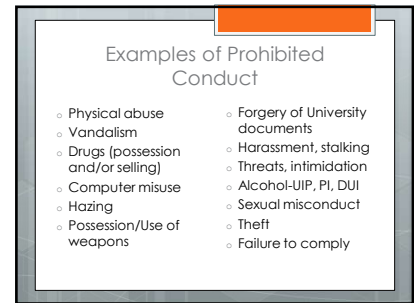 Examples of Prohibited
Conduct
○ Physical abuse
○ Vandalism
○ Drugs (possession
and/or selling)
○ Computer misuse
○ Hazing
○ Possession/Use of
weapons
○ Forgery of University
documents
○ Harassment, stalking
○ Threats, intimidation
○ Alcohol-UIP, PI, DUI
○ Sexual misconduct
○ Theft
○ Failure to comply